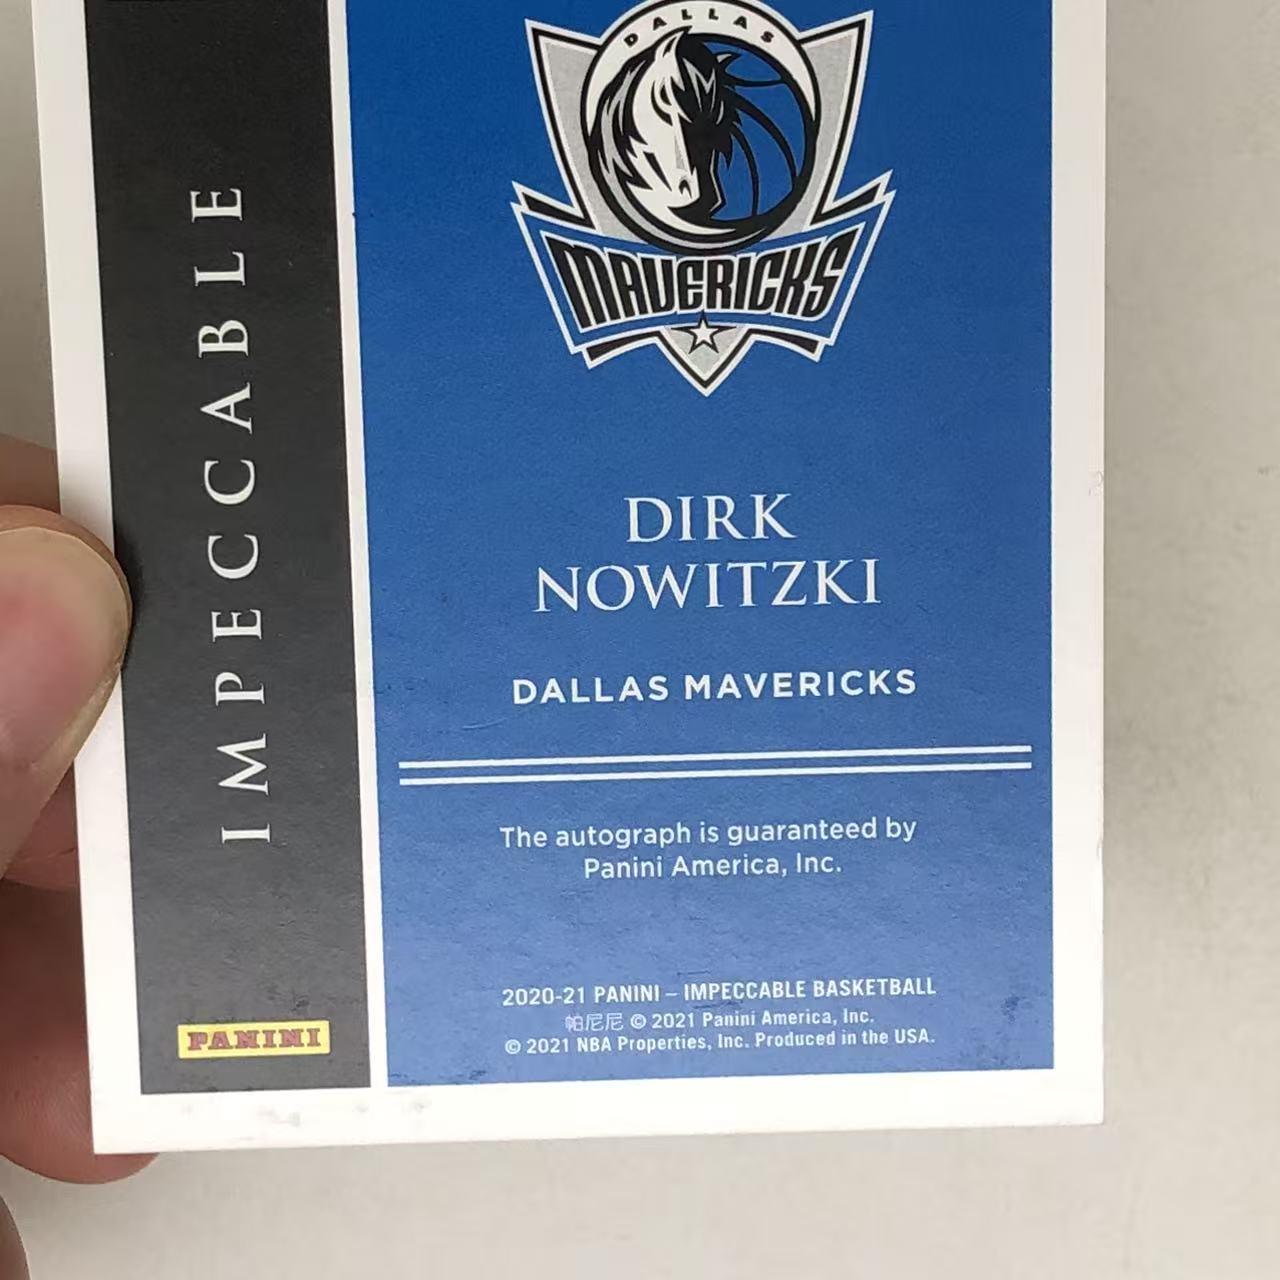 DALLAS
MAVERICKS
IMPECCABLE
DIRK
NOWITZKI
DALLAS MAVERICKS
The autograph is guaranteed by
Panini America, Inc.
2020-21 PANINI – IMPECCABLE BASKETBALL
帕尼尼 © 2021 Panini America, Inc.
© 2021 NBA Properties, Inc. Produced in the USA.
PANINI